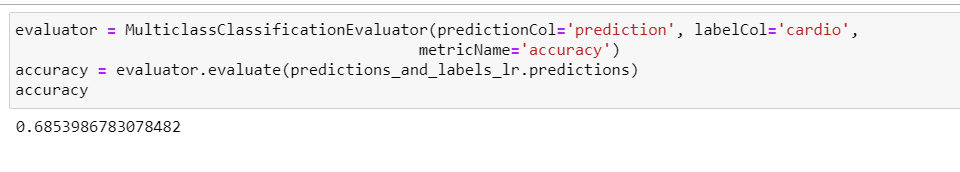 evaluator = MulticlassClassificationEvaluator(predictionCol='prediction', labelCol='cardio',
metricName='accuracy')
accuracy = evaluator.evaluate(predictions_and_labels_lr.predictions)
accuracy
0.6853986783078482